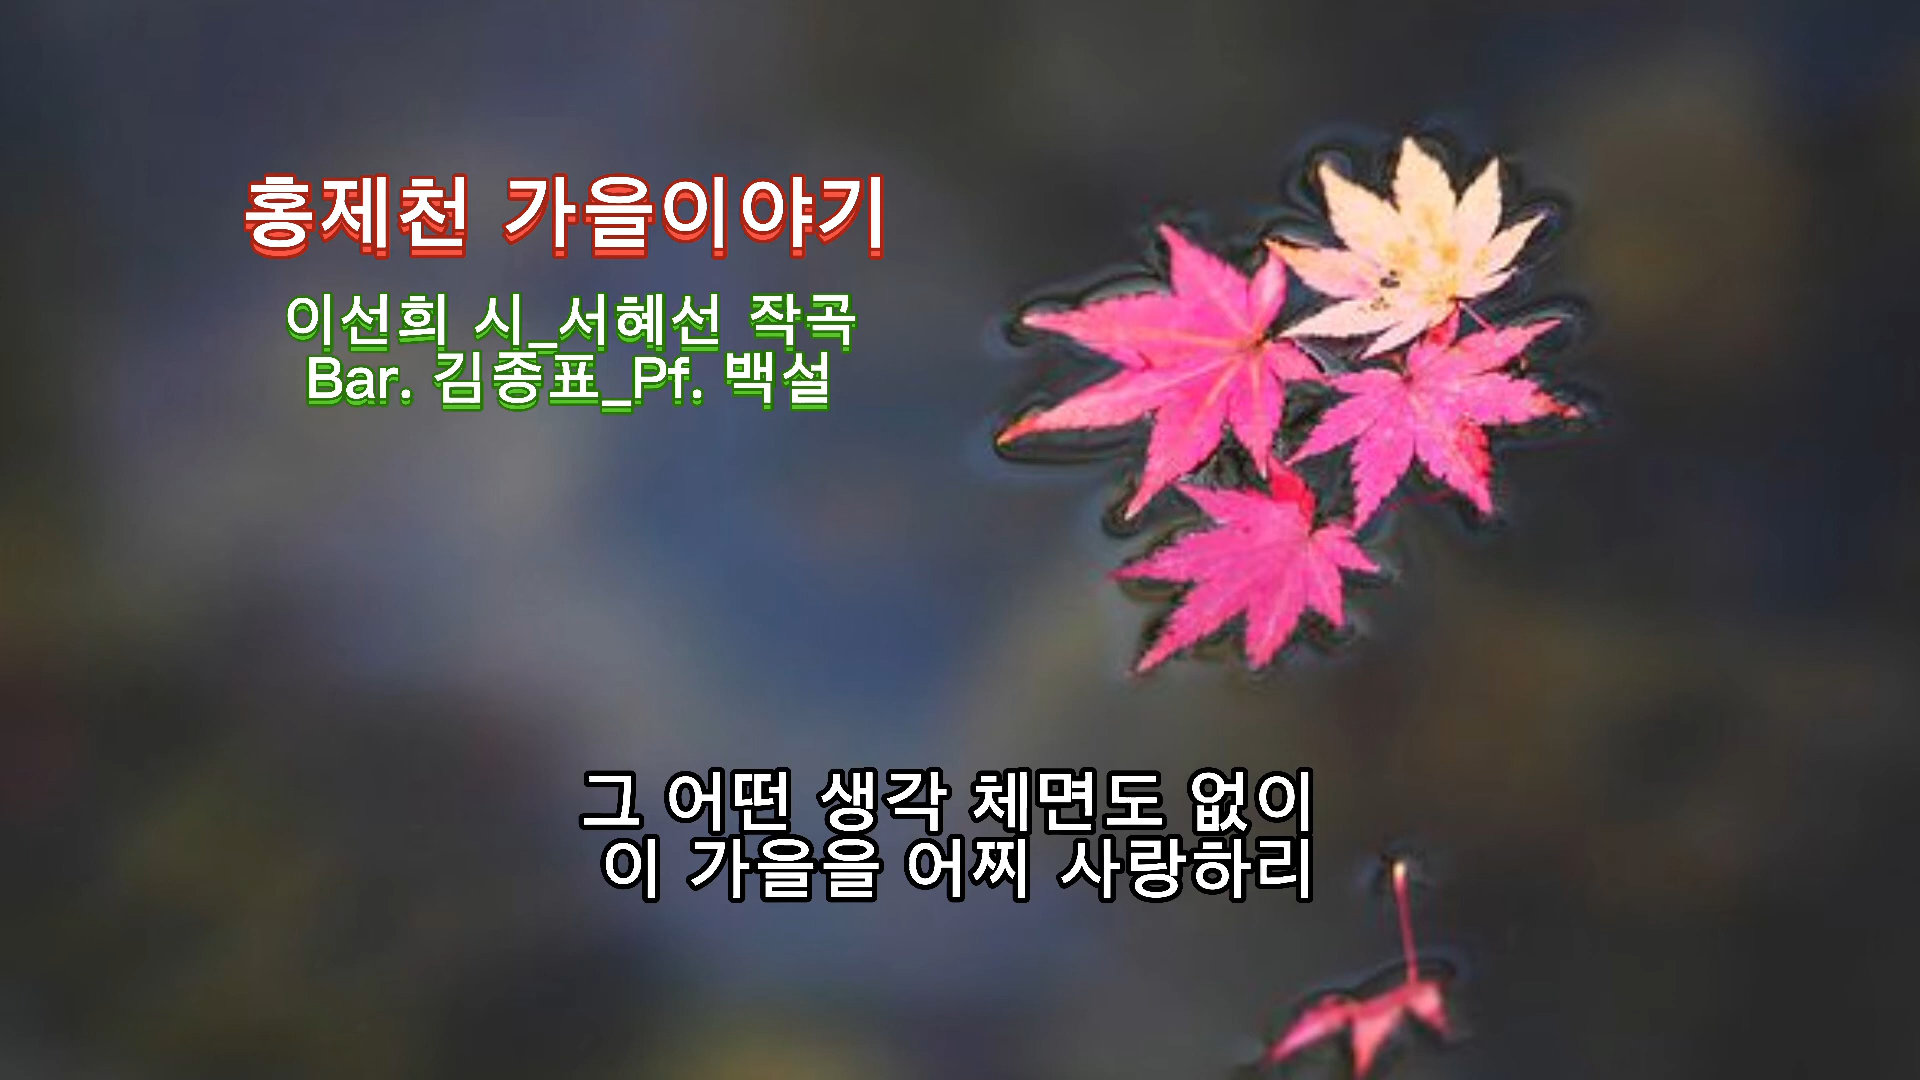 홍제천 가을이야기
이선희 시_서혜선 작곡
Bar. 김종표_Pf. 백설
그 어떤 생각 체면도 없이
이 가을을 어찌 사랑하리